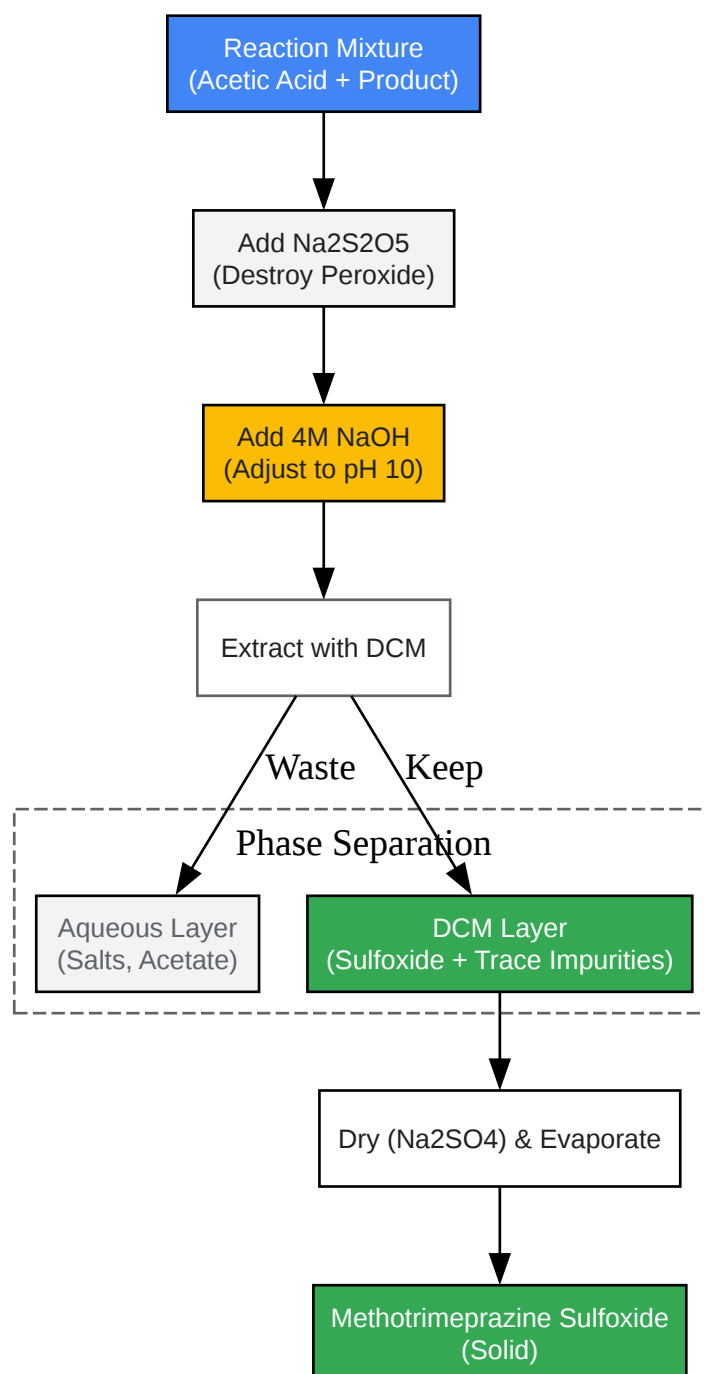 Reaction Mixture
(Acetic Acid + Product)
Add Na2S2O5
(Destroy Peroxide)
Add 4M NaOH
(Adjust to pH 10)
Extract with DCM
Waste
Keep
Phase Separation
Aqueous Layer
(Salts, Acetate)
DCM Layer
(Sulfoxide + Trace Impurities)
Dry (Na2SO4) & Evaporate
Methotrimeprazine Sulfoxide
(Solid)